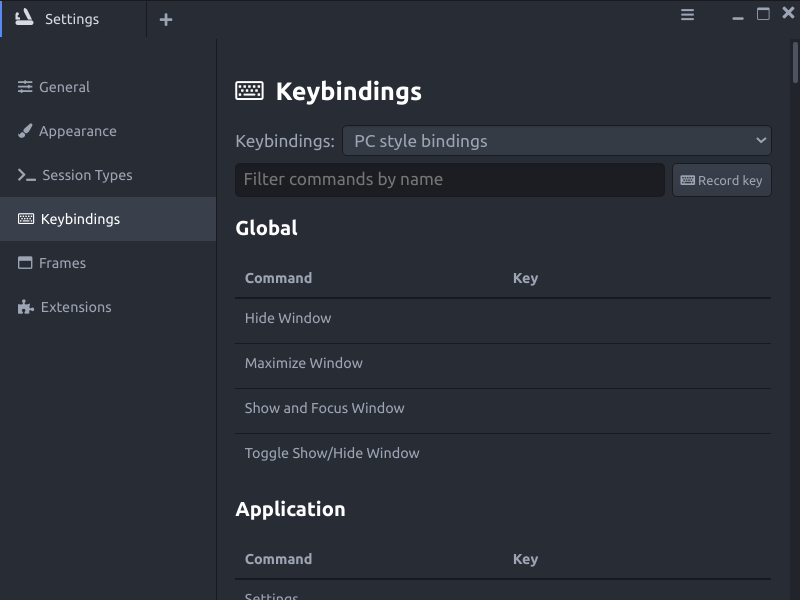 Settings
General
Appearance
Session Types
Keybindings
Frames
Extensions
Keybindings
Keybindings: PC style bindings
Filter commands by name Record key
Global
Command Key
Hide Window
Maximize Window
Show and Focus Window
Toggle Show/Hide Window
Application
Command Key
Settings